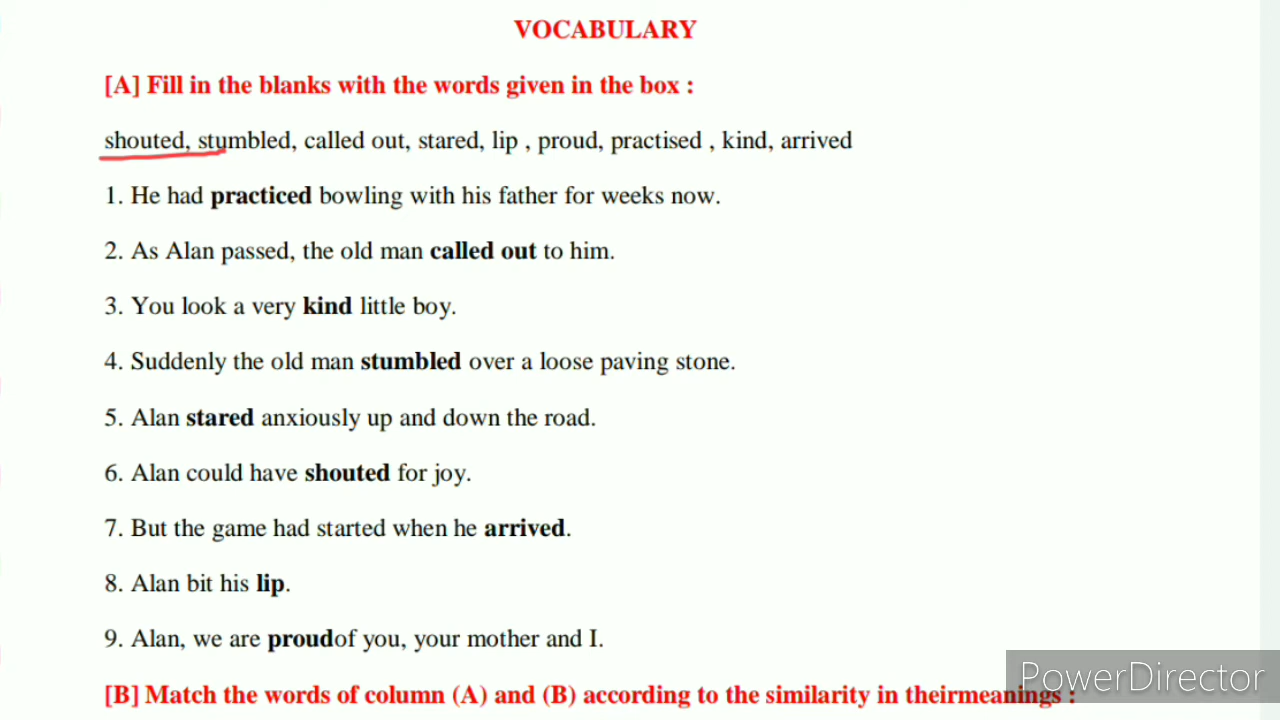 VOCABULARY
[A] Fill in the blanks with the words given in the box :
shouted, stumbled, called out, stared, lip , proud, practised , kind, arrived
1. He had practiced bowling with his father for weeks now.
2. As Alan passed, the old man called out to him.
3. You look a very kind little boy.
4. Suddenly the old man stumbled over a loose paving stone.
5. Alan stared anxiously up and down the road.
6. Alan could have shouted for joy.
7. But the game had started when he arrived.
8. Alan bit his lip.
9. Alan, we are proudof you, your mother and I.
[B] Match the words of column (A) and (B) according to the similarity in theirmeanings :
PowerDirector